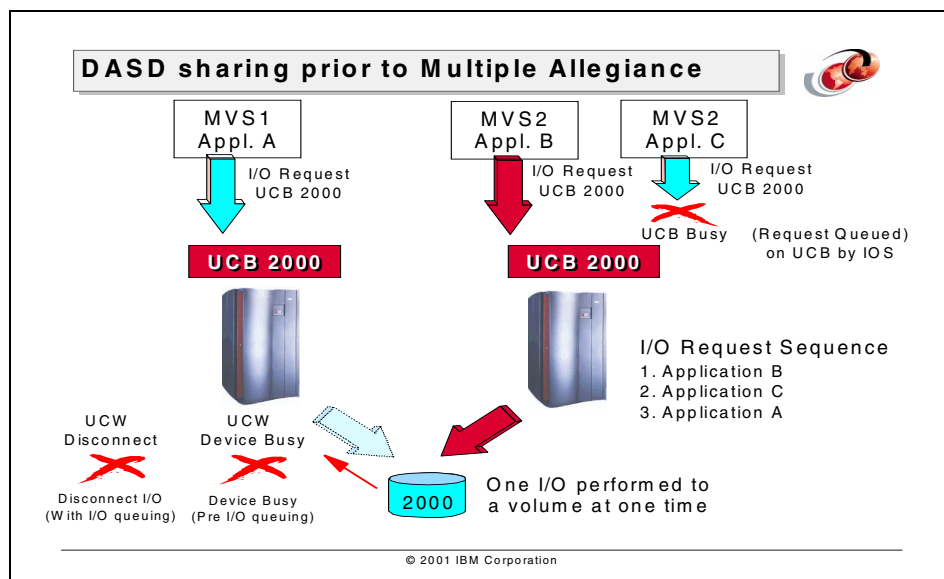 DASD sharing prior to Multiple Allegiance
MVS1
Appl. A
MVS2
Appl. B
MVS2
Appl. C
I/O Request
UCB 2000
I/O Request
UCB 2000
I/O Request
UCB 2000
UCB Busy
(Request Queued)
on UCB by IOS
UCB 2000
UCB 2000
I/O Request Sequence
1. Application B
2. Application C
3. Application A
UCW
Disconnect
UCW
Device Busy
Disconnect I/O
(With I/O queuing)
Device Busy
(Pre I/O queuing)
2000
One I/O performed to
a volume at one time
© 2001 IBM Corporation